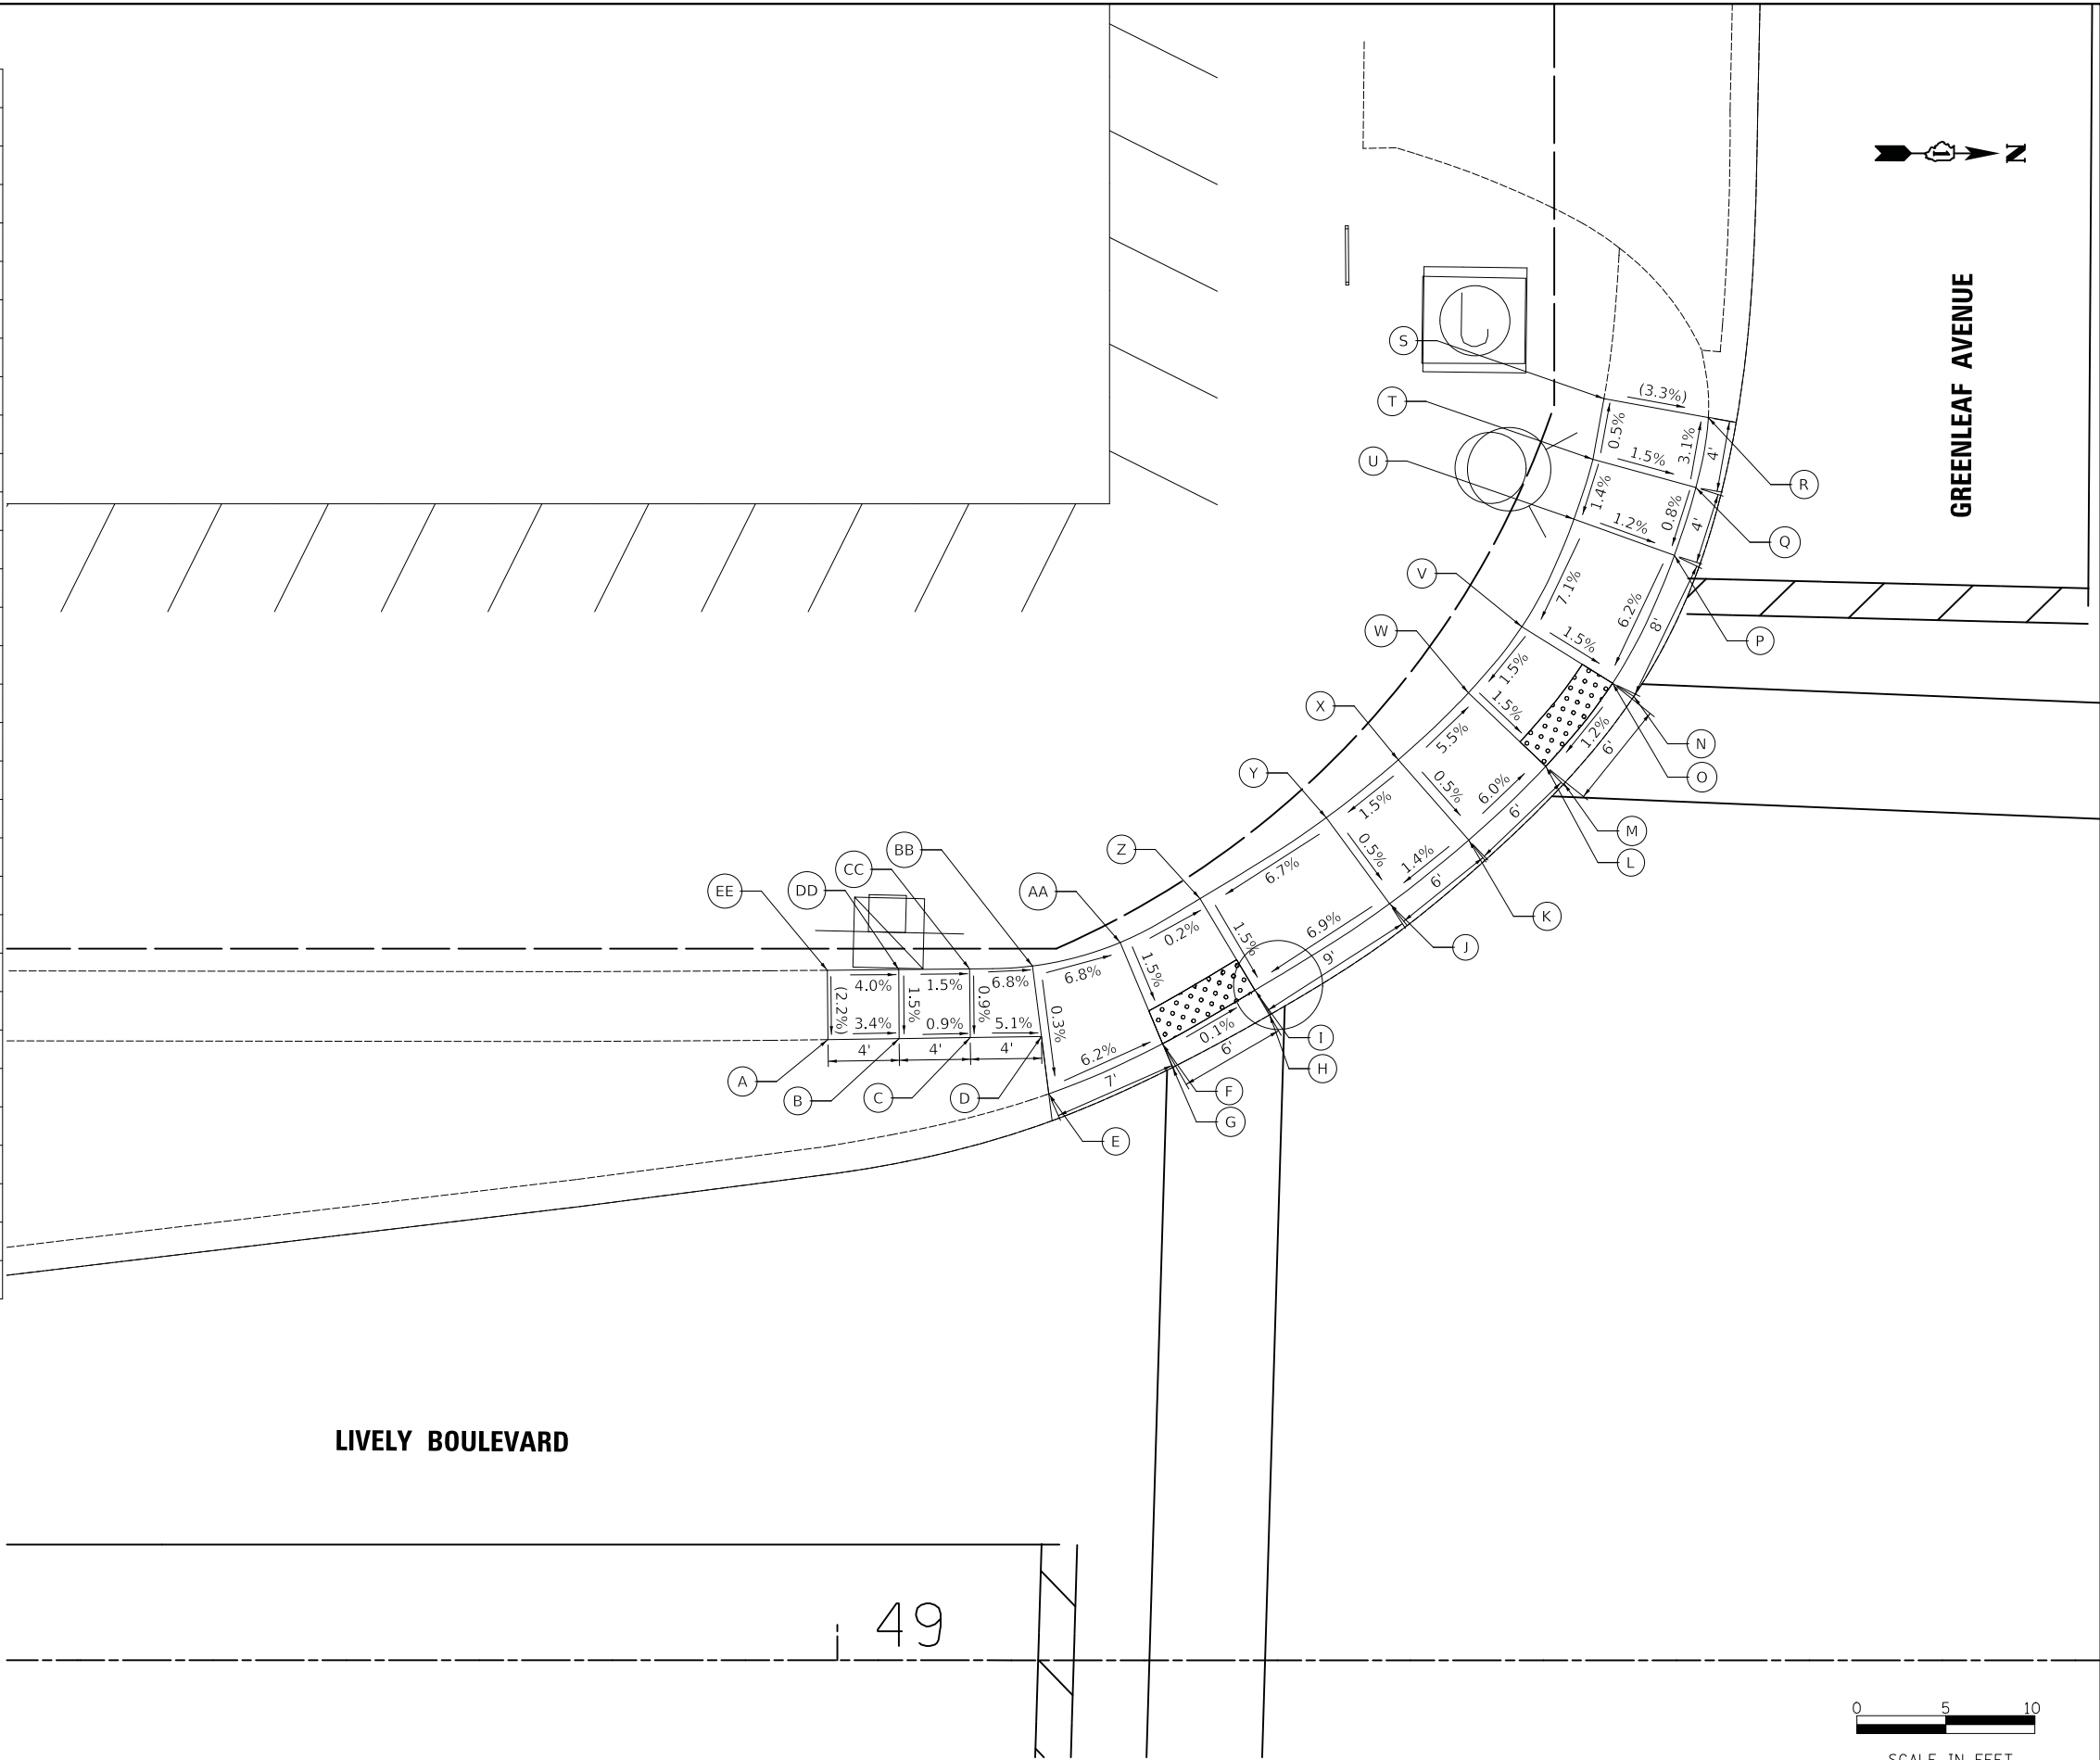 1
N
GREENLEAF AVENUE
S
(3.3%)
T
0.5%
3.1%
4'
1.5%
U
R
1.4%
1.2%
0.8%
4'
Q
V
7.1%
6.2%
8'
W
1.5%
P
1.5%
1.5%
X
5.5%
1.2%
6'
N
O
Y
0.5%
6.0%
6'
1.5%
M
L
BB
Z
0.5%
1.4%
CC
6.7%
6'
EE
DD
AA
K
6.9%
1.5%
0.2%
J
9'
1.5%
6.8%
4.0%
1.5%
6.8%
(2.2%)
1.5%
0.9%
0.3%
3.4%
0.9%
5.1%
0.1%
I
4'
4'
4'
6.2%
6'
H
A
7'
B
C
D
F
G
E
LIVELY BOULEVARD
49
0 5 10
SCALE IN FEET